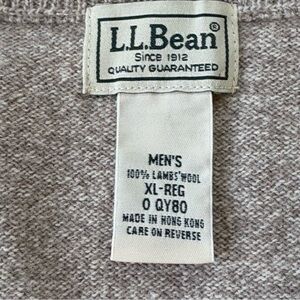 L.L.Bean®
Since 1912
QUALITY GUARANTEED
MEN'S
100% LAMBS' WOOL
XL-REG
0 QY80
MADE IN HONG KONG
CARE ON REVERSE